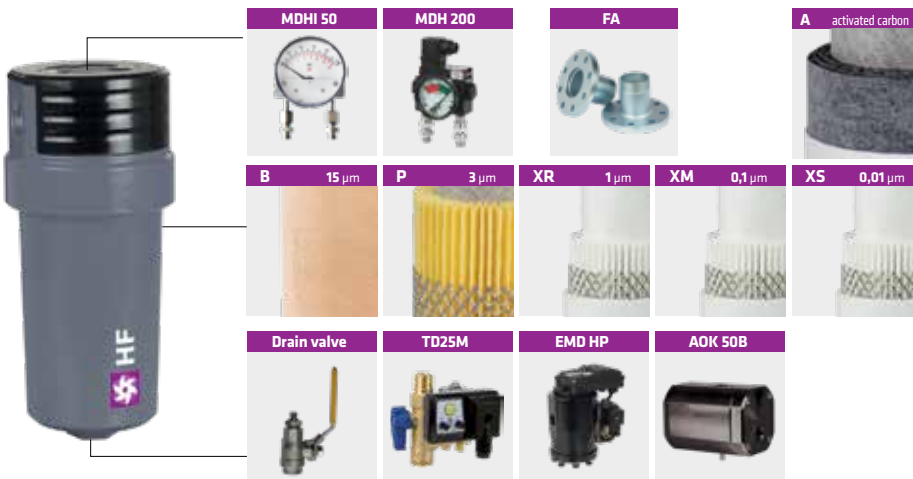 MDHI 50
MDH 200
FA
A activated carbon
B 15 µm
P 3 µm
XR 1 µm
XM 0,1 µm
XS 0,01 µm
HF
Drain valve
TD25M
EMD HP
AOK 50B